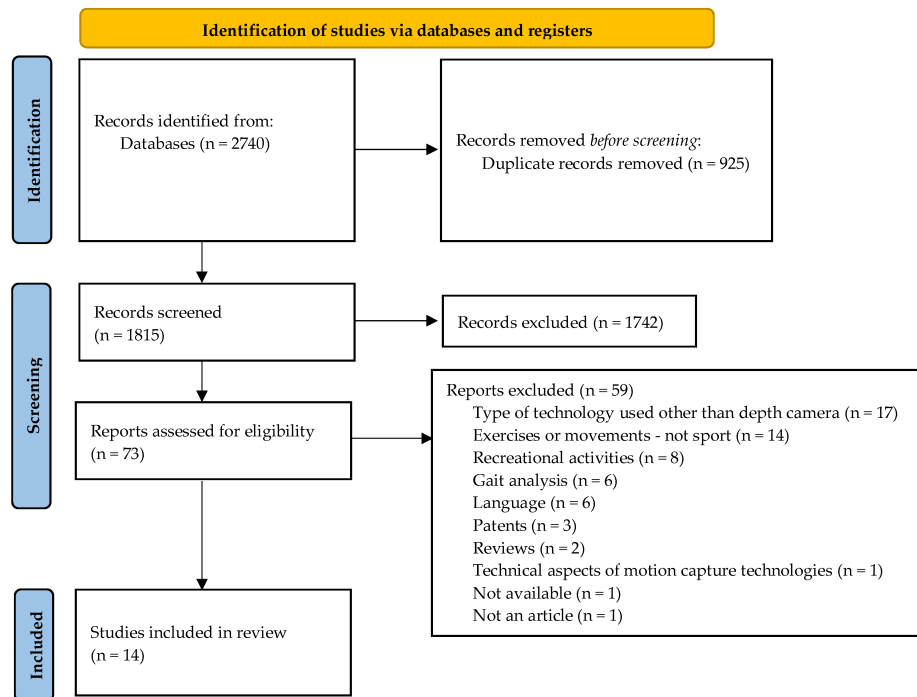 Identification of studies via databases and registers
Identification
Records identified from:
Databases (n = 2740)
Records removed before screening:
Duplicate records removed (n = 925)
Screening
Records screened
(n = 1815)
Records excluded (n = 1742)
Reports assessed for eligibility
(n = 73)
Reports excluded (n = 59)
Type of technology used other than depth camera (n = 17)
Exercises or movements - not sport (n = 14)
Recreational activities (n = 8)
Gait analysis (n = 6)
Language (n = 6)
Patents (n = 3)
Reviews (n = 2)
Technical aspects of motion capture technologies (n = 1)
Not available (n = 1)
Not an article (n = 1)
Included
Studies included in review
(n = 14)